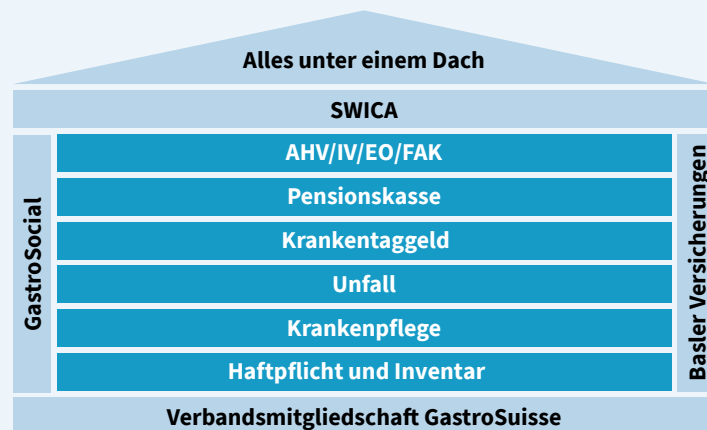 Alles unter einem Dach
SWICA
GastroSocial
AHV/IV/EO/FAK
Pensionskasse
Krankentaggeld
Unfall
Krankenpflege
Haftpflicht und Inventar
Basler Versicherungen
Verbandsmitgliedschaft GastroSuisse